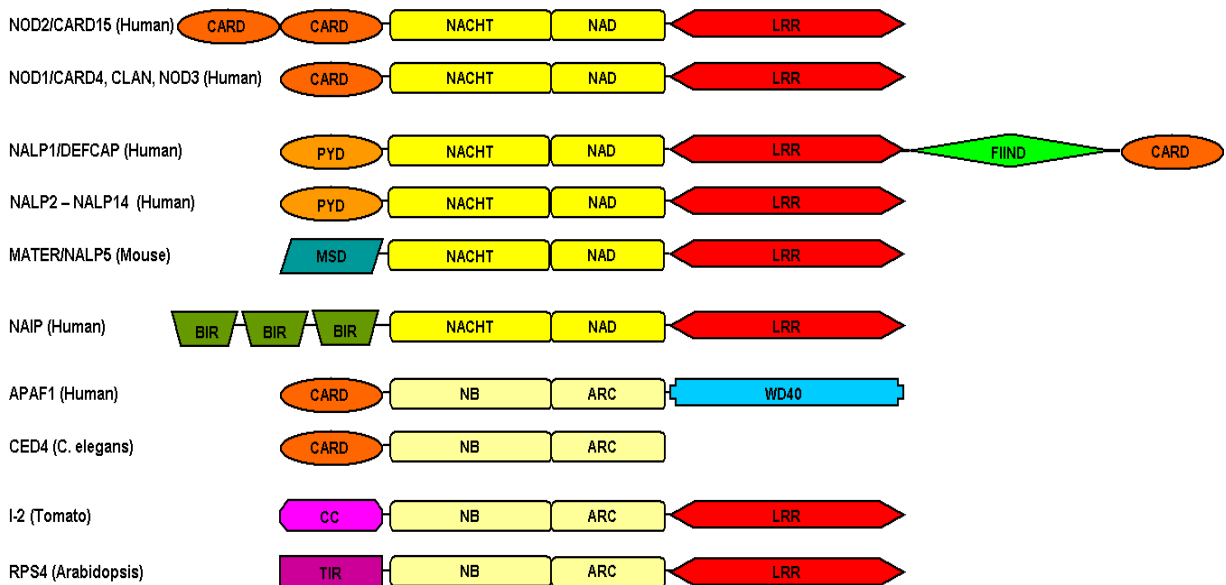 NOD2/CARD15 (Human) CARD CARD NACHT NAD LRR
NOD1/CARD4, CLAN, NOD3 (Human) CARD NACHT NAD LRR
NALP1/DEFCAP (Human) PYD NACHT NAD LRR FIIND CARD
NALP2 – NALP14 (Human) PYD NACHT NAD LRR
MATER/NALP5 (Mouse) MSD NACHT NAD LRR
NAIP (Human) BIR BIR BIR NACHT NAD LRR
APAF1 (Human) CARD NB ARC WD40
CED4 (C. elegans) CARD NB ARC
I-2 (Tomato) CC NB ARC LRR
RPS4 (Arabidopsis) TIR NB ARC LRR